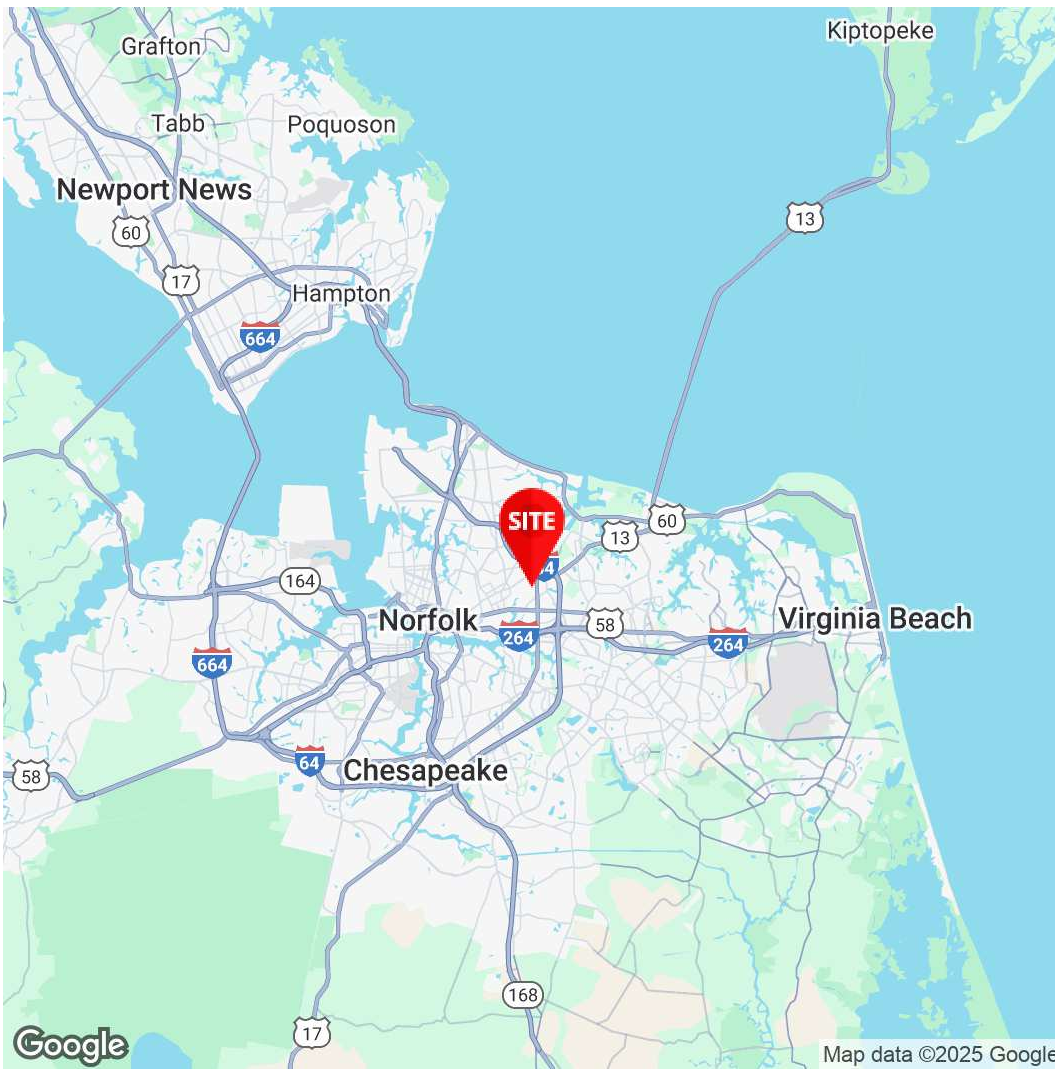 Kiptopeke
Grafton
Tabb
Poquoson
Newport News
13
60
17
Hampton
664
SITE
60
13
164
Norfolk
58
Virginia Beach
264
264
664
64
Chesapeake
58
168
17
Google
Map data ©2025 Google